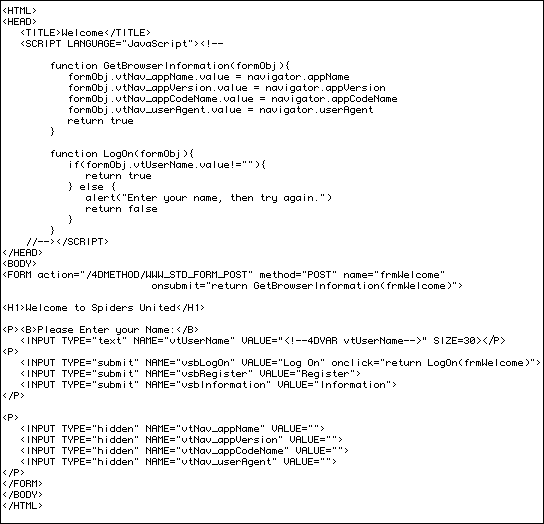 <HTML>
<HEAD>
<TITLE>Welcome</TITLE>
<SCRIPT LANGUAGE="JavaScript"><!--
function GetBrowserInformation(formObj){
formObj.vtNav_appName.value = navigator.appName
formObj.vtNav_appVersion.value = navigator.appVersion
formObj.vtNav_appCodeName.value = navigator.appCodeName
formObj.vtNav_userAgent.value = navigator.userAgent
return true
}
function LogOn(formObj){
if(formObj.vtUserName.value!=""){
return true
} else {
alert("Enter your name, then try again.")
return false
}
}
//--></SCRIPT>
</HEAD>
<BODY>
<FORM action="/4DMETHOD/WWW_STD_FORM_POST" method="POST" name="frmWelcome"
onsubmit="return GetBrowserInformation(frmWelcome)">
<H1>Welcome to Spiders United</H1>
<P><B>Please Enter your Name:</B>
<INPUT TYPE="text" NAME="vtUserName" VALUE="<!--4DVAR vtUserName-->" SIZE=30></P>
<P>
<INPUT TYPE="submit" NAME="vsbLogOn" VALUE="Log On" onclick="return LogOn(frmWelcome)">
<INPUT TYPE="submit" NAME="vsbRegister" VALUE="Register">
<INPUT TYPE="submit" NAME="vsbInformation" VALUE="Information">
</P>
<P>
<INPUT TYPE="hidden" NAME="vtNav_appName" VALUE="">
<INPUT TYPE="hidden" NAME="vtNav_appVersion" VALUE="">
<INPUT TYPE="hidden" NAME="vtNav_appCodeName" VALUE="">
<INPUT TYPE="hidden" NAME="vtNav_userAgent" VALUE="">
</P>
</FORM>
</BODY>
</HTML>